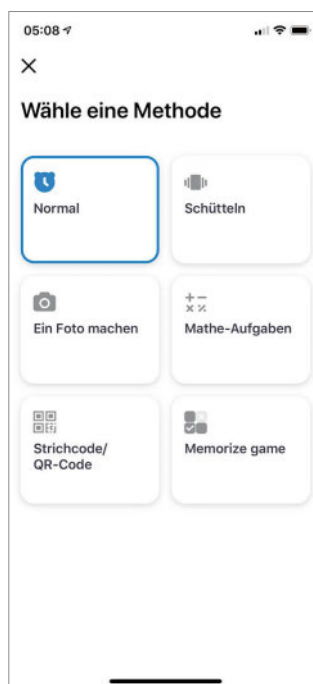 05:08
Wähle eine Methode
Normal
Schütteln
Ein Foto machen
Mathe-Aufgaben
Strichcode/
QR-Code
Memorize game